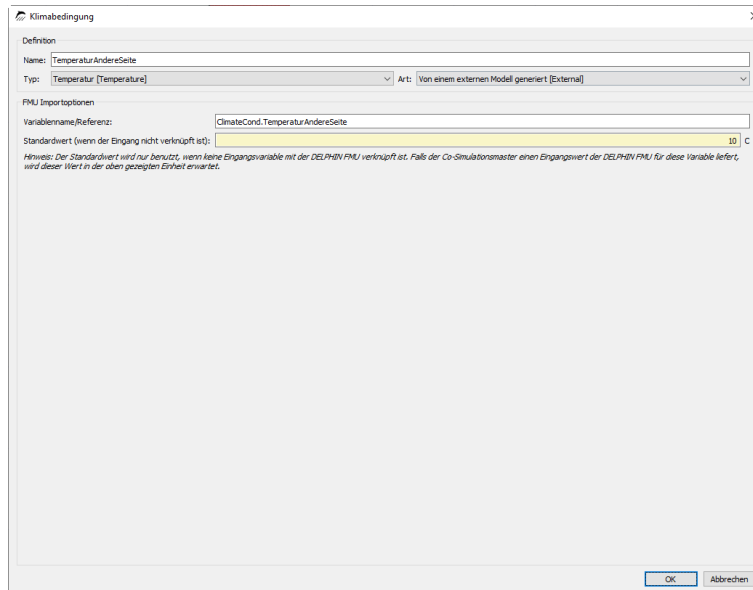 Klimabedingung
Definition
Name: TemperaturAndereSeite
Typ: Temperatur [Temperature] Art: Von einem externen Modell generiert [External]
FMU Importoptionen
Variablenname/Referenz: ClimateCond.TemperaturAndereSeite
Standardwert (wenn der Eingang nicht verknüpft ist): 10 C
Hinweis: Der Standardwert wird nur benutzt, wenn keine Eingangsvariable mit der DELPHIN FMU verknüpft ist. Falls der Co-Simulationsmaster einen Eingangswert der DELPHIN FMU für diese Variable liefert,
wird dieser Wert in der oben gezeigten Einheit erwartet.
OK Abbrechen